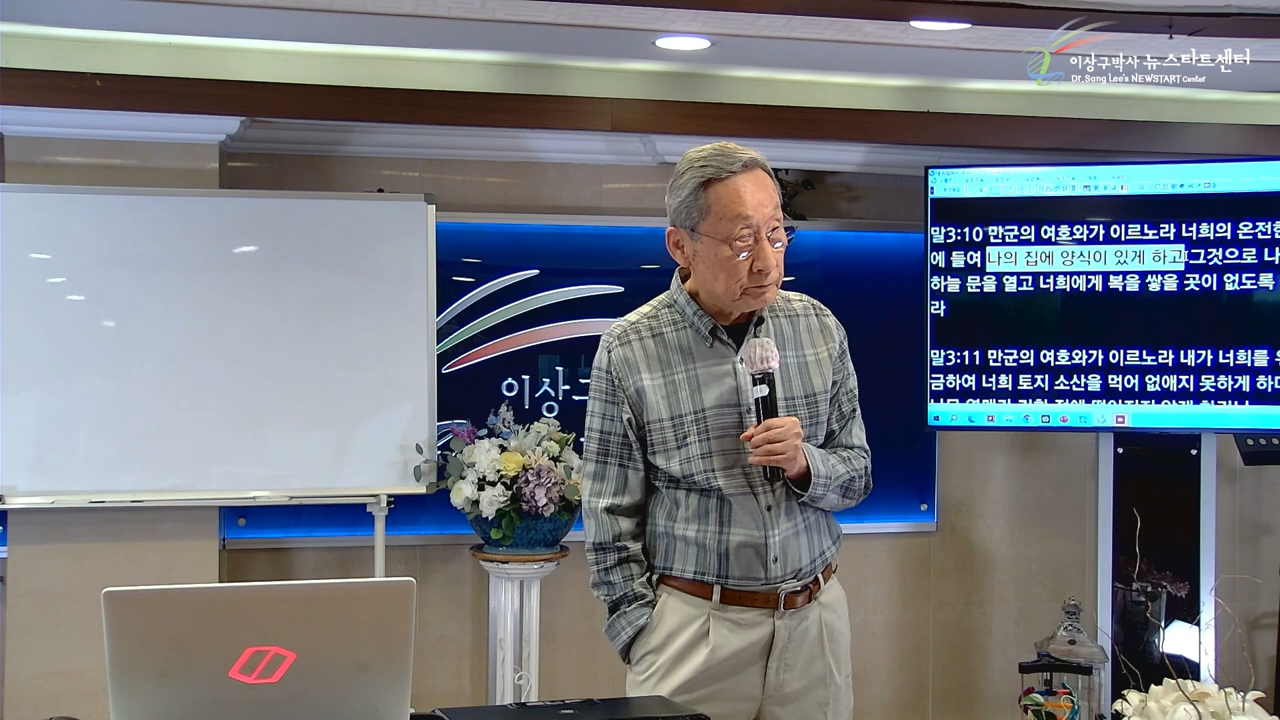 이상구박사 뉴스타트센터
Dr. Sang Lee's NEWSTART Center
이상구
말3:10 만군의 여호와가 이르노라 너희의 온전한
에 들여 나의 집에 양식이 있게 하고 그것으로 나
하늘 문을 열고 너희에게 복을 쌓을 곳이 없도록
라
말3:11 만군의 여호와가 이르노라 내가 너희를
금하여 너희 토지 소산을 먹어 없애지 못하게 하며